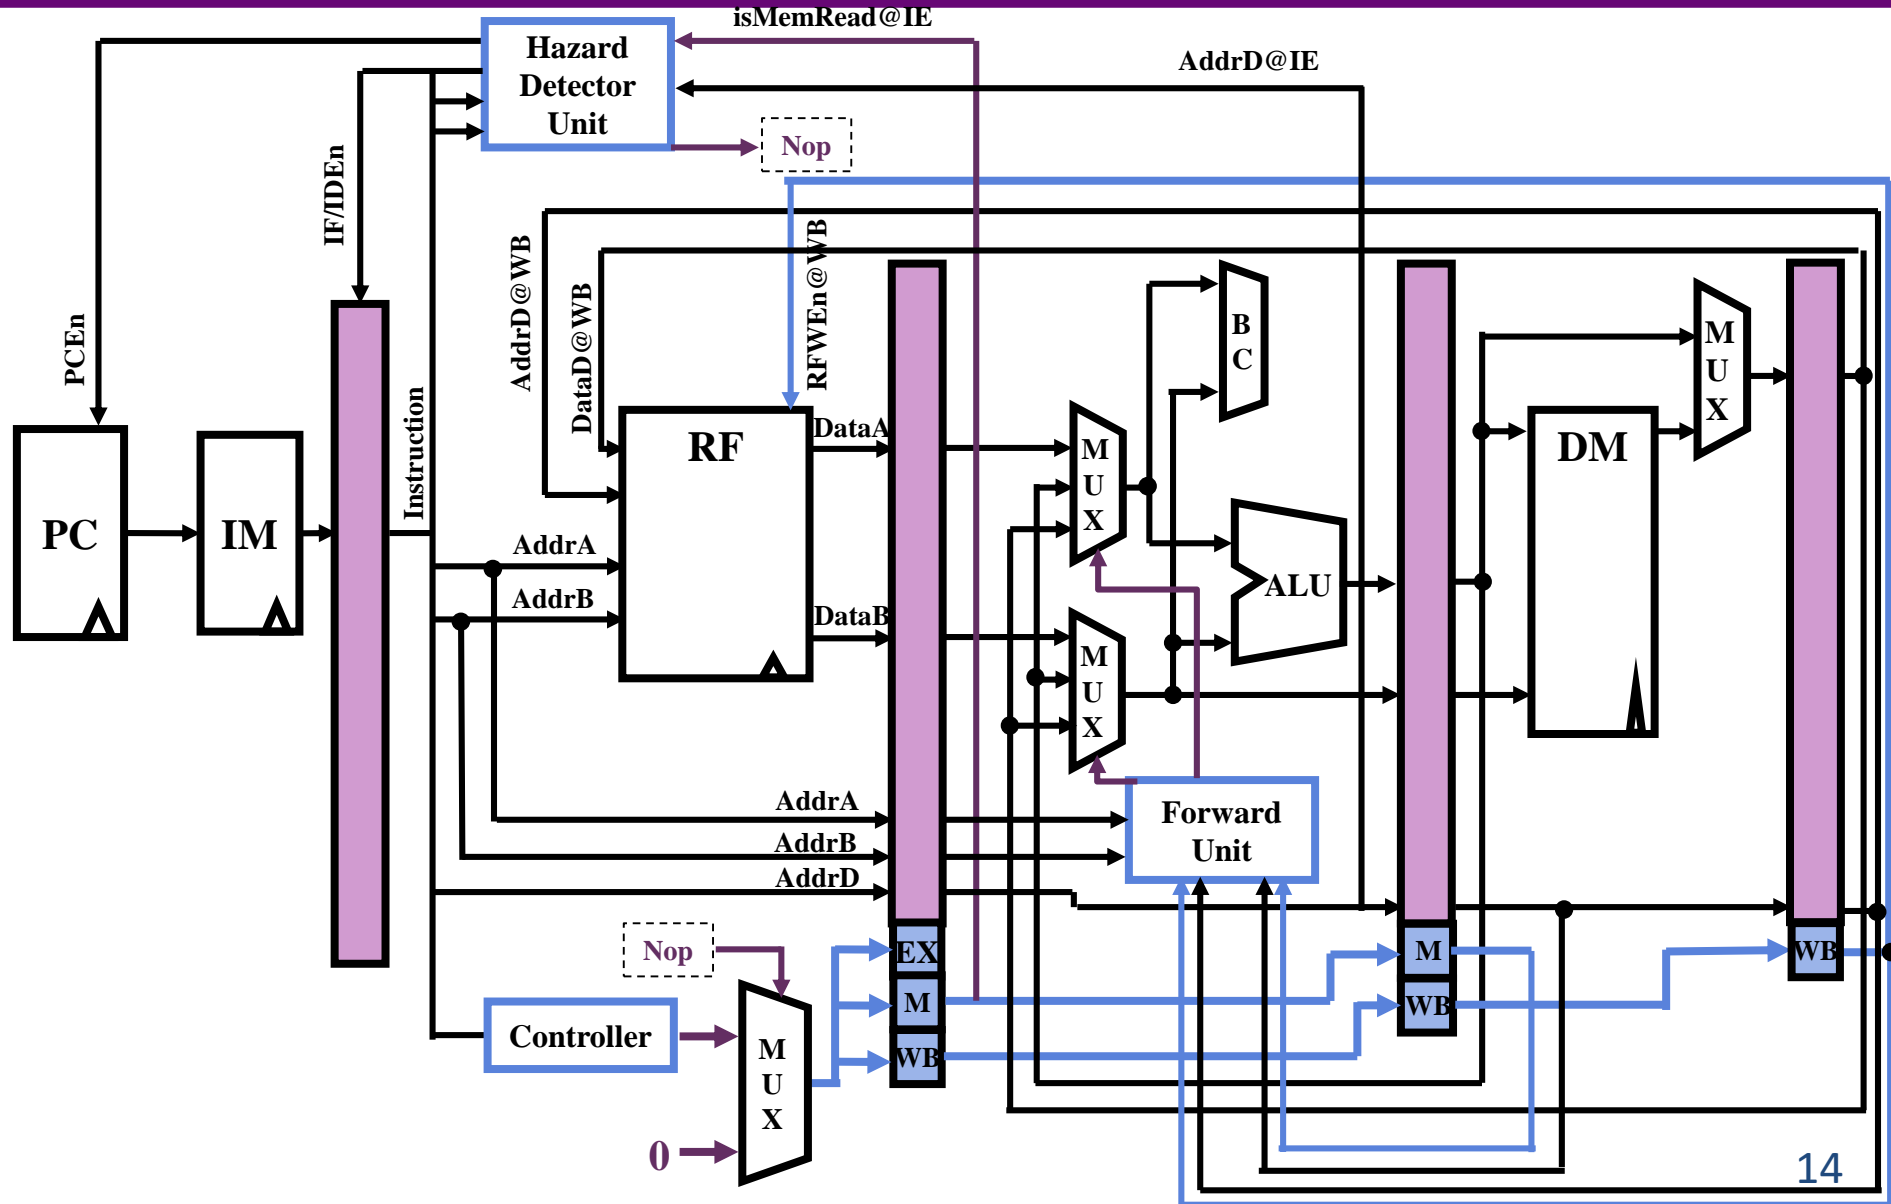 isMemRead@IE
Hazard
Detector
Unit
AddrD@IE
Nop
IF/IDEn
PCEn
AddrD@WB
DataD@WB
RFWEn@WB
Instruction
PC
IM
RF
DataA
DataB
AddrA
AddrB
M
U
X
M
U
X
B
C
ALU
DM
M
U
X
AddrA
AddrB
AddrD
Forward
Unit
Nop
Controller
0
M
U
X
EX
M
WB
M
WB
WB
14